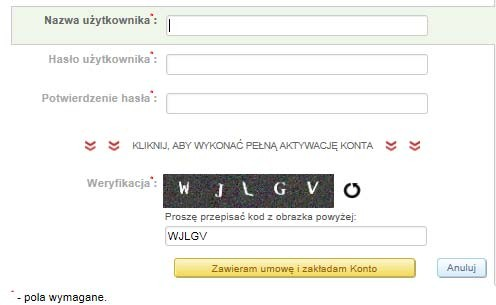 Nazwa użytkownika*:
Hasło użytkownika*:
Potwierdzenie hasła*:
KLIKNIJ, ABY WYKONAĆ PEŁNĄ AKTYWACJĘ KONTA
Weryfikacja*: W J L G V
Proszę przepisać kod z obrazka powyżej:
WJLGV
Zawieram umowę i zakładam Konto Anuluj
* - pola wymagane.